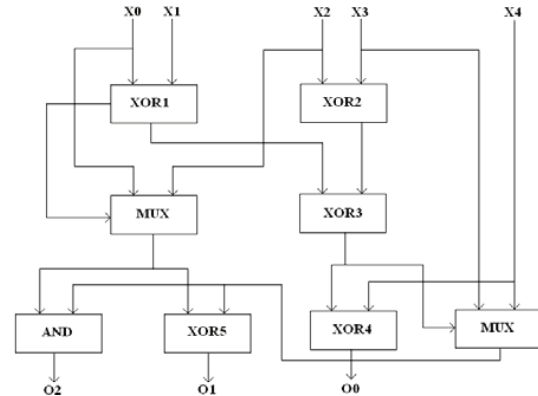 X0 X1 X2 X3 X4
XOR1 XOR2
MUX XOR3
AND XOR5 XOR4 MUX
O2 O1 O0